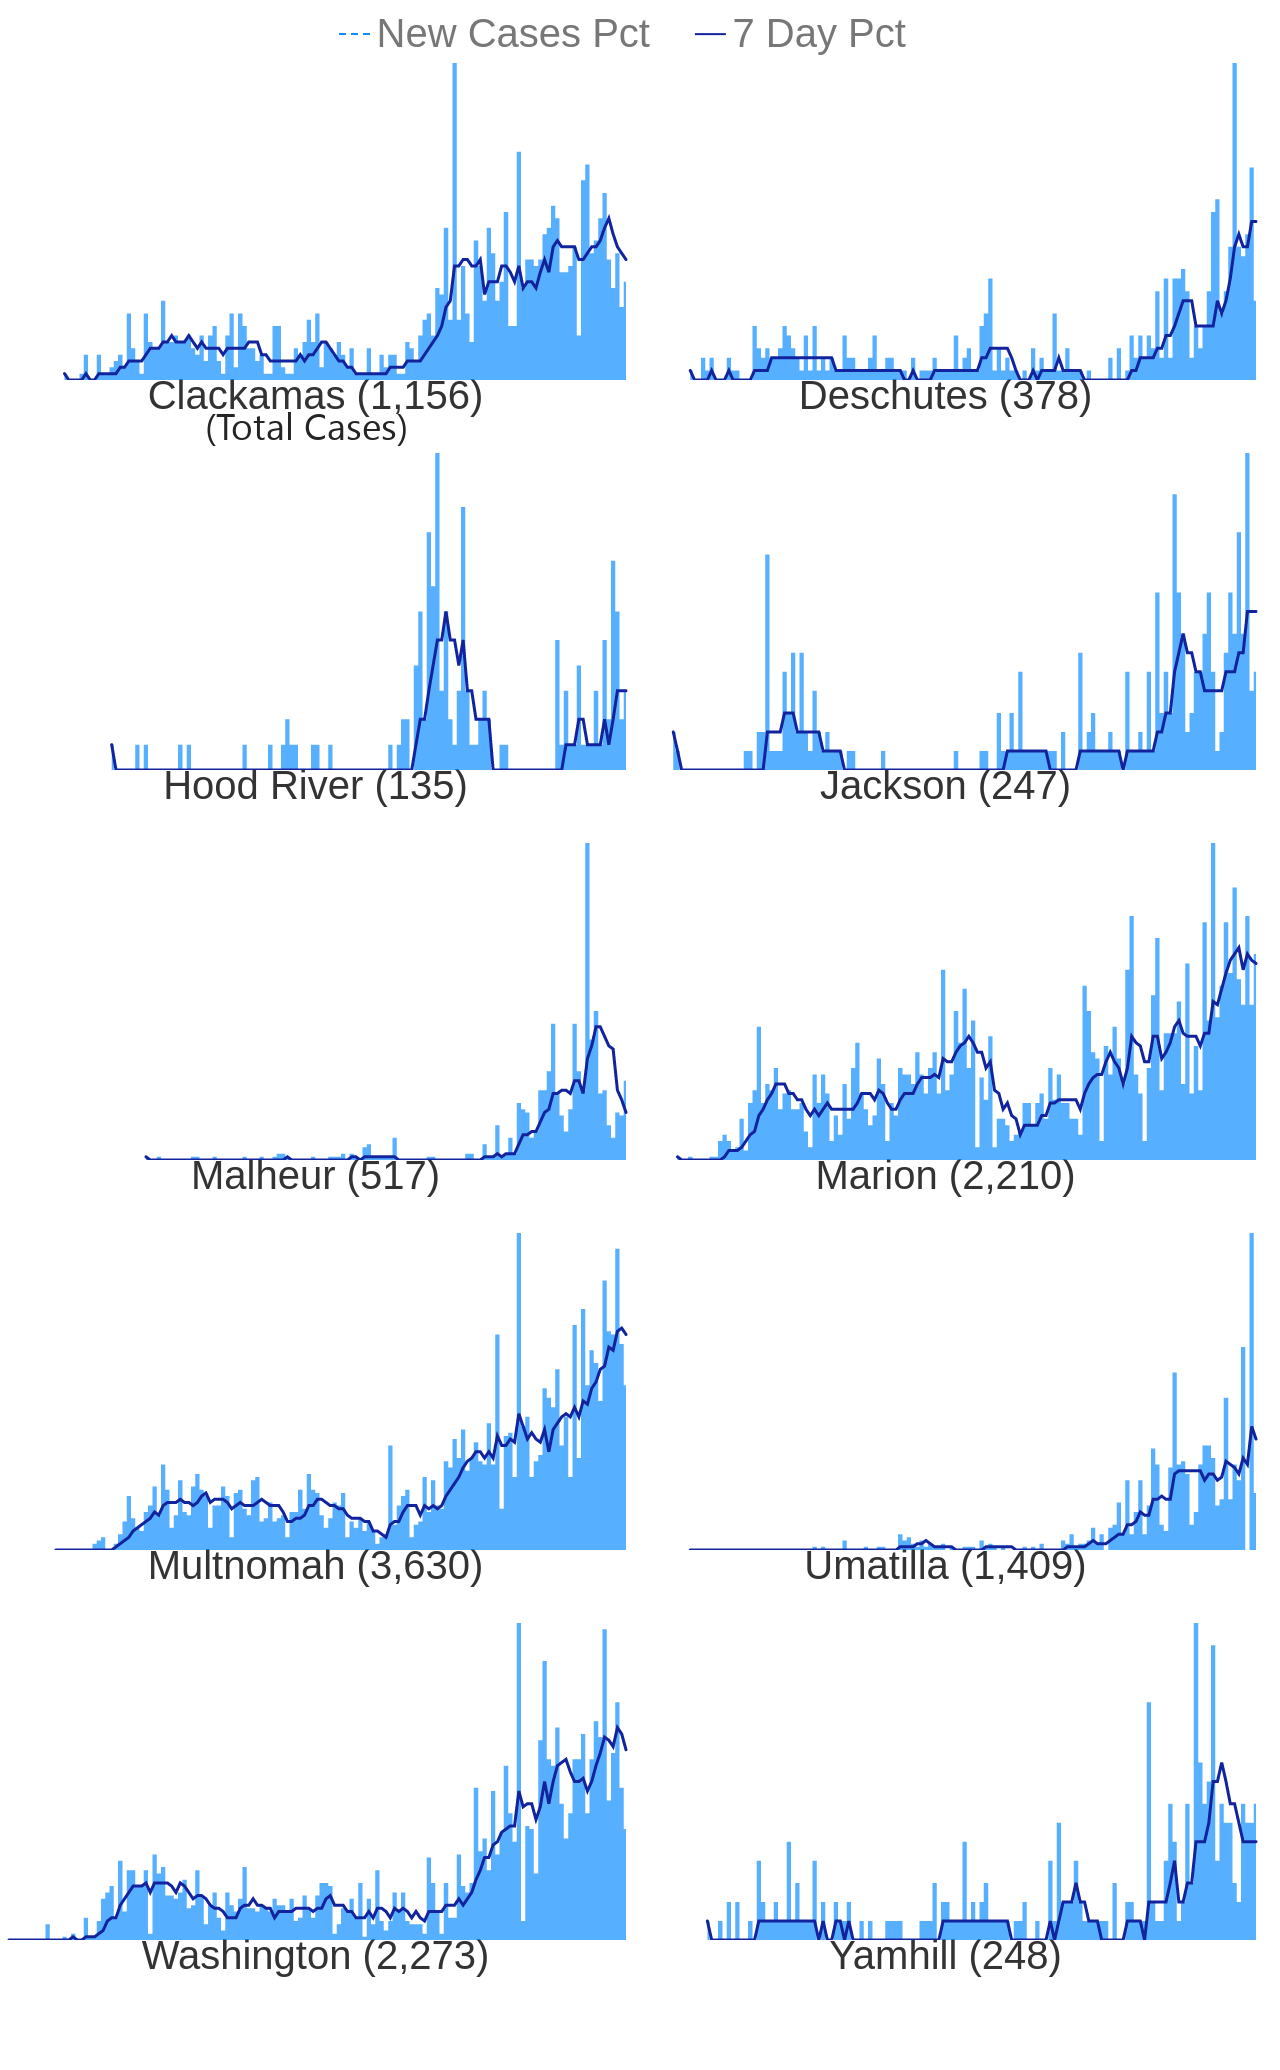 New Cases Pct 7 Day Pct
Clackamas (1,156) Deschutes (378)
(Total Cases)
Hood River (135) Jackson (247)
Malheur (517) Marion (2,210)
Multnomah (3,630) Umatilla (1,409)
Washington (2,273) Yamhill (248)